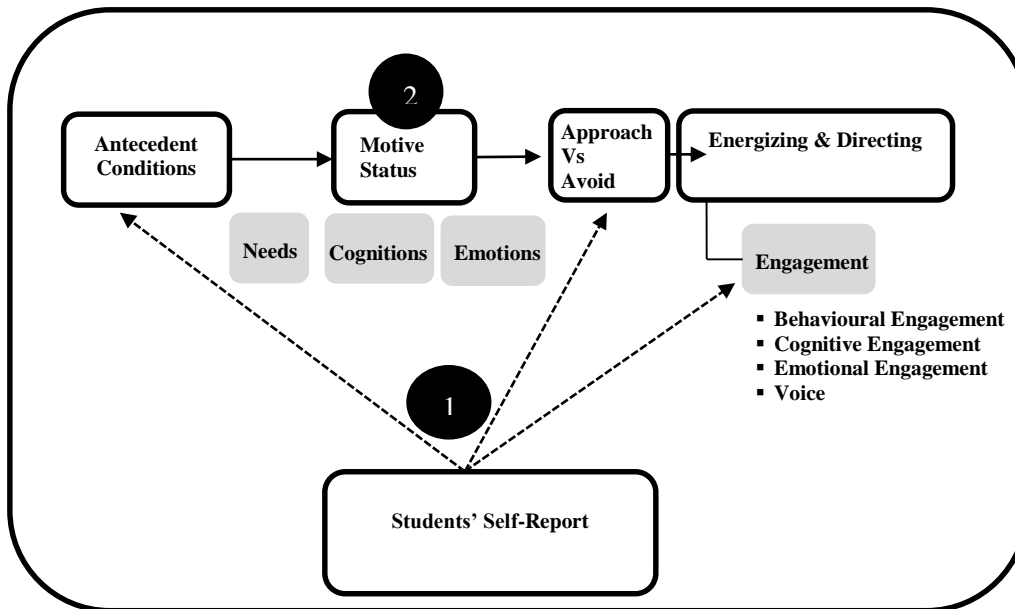 2
Antecedent
Conditions
Motive
Status
Approach
Vs
Avoid
Energizing & Directing
Needs
Cognitions
Emotions
Engagement
▪ Behavioural Engagement
▪ Cognitive Engagement
▪ Emotional Engagement
▪ Voice
1
Students’ Self-Report